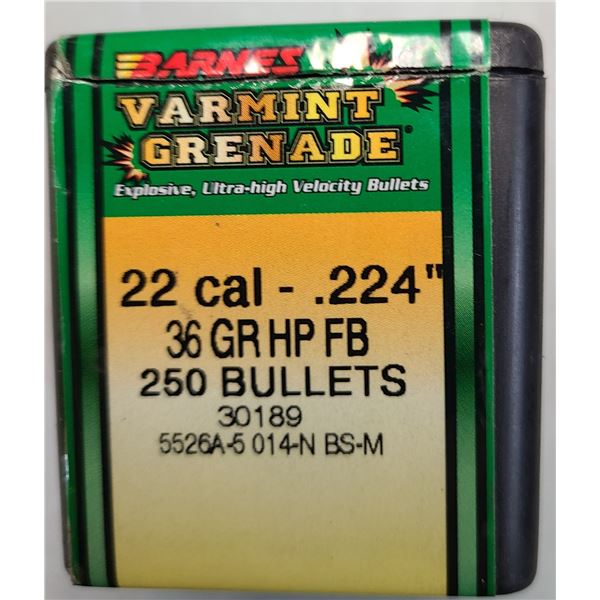 BARNES
VARMINT
GRENADE®
Explosive, Ultra-high Velocity Bullets
22 cal - .224"
36 GR HP FB
250 BULLETS
30189
5526A-5 014-N BS-M